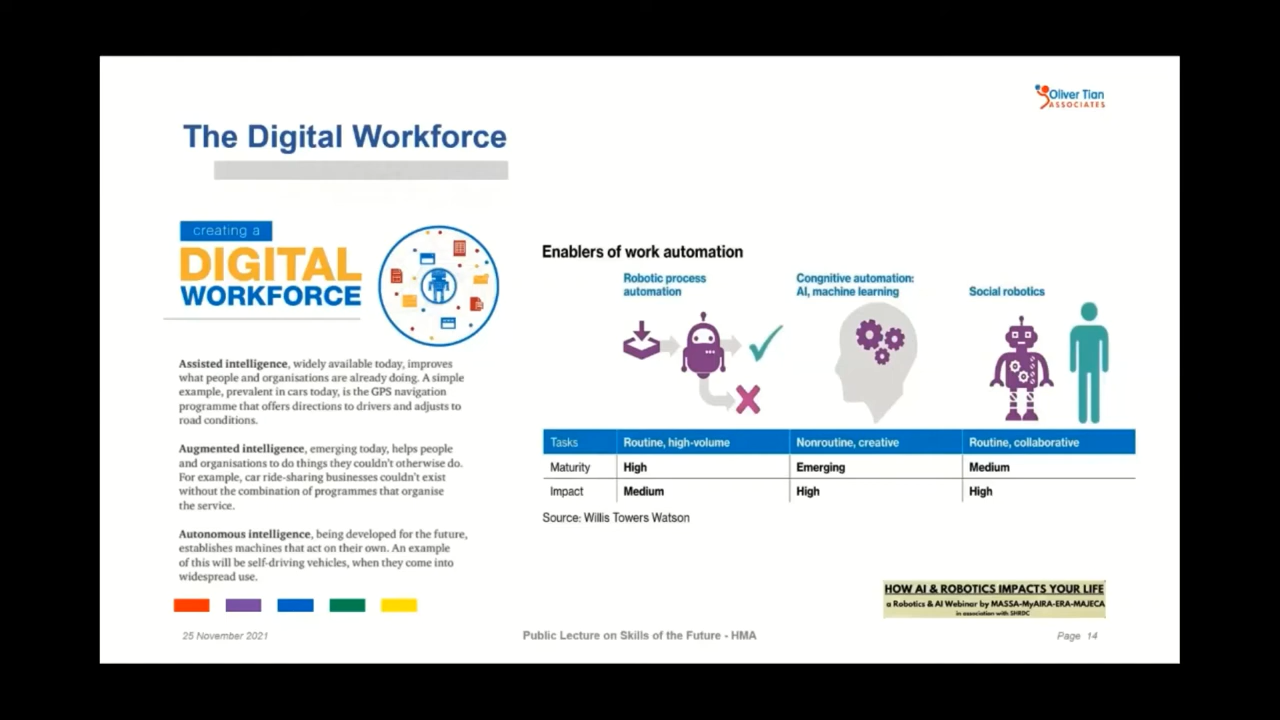 Oliver Tian
ASSOCIATES
The Digital Workforce
creating a
DIGITAL
WORKFORCE
Assisted intelligence, widely available today, improves
what people and organisations are already doing. A simple
example, prevalent in cars today, is the GPS navigation
programme that offers directions to drivers and adjusts to
road conditions.
Augmented intelligence, emerging today, helps people
and organisations to do things they couldn't otherwise do.
For example, car ride-sharing businesses couldn't exist
without the combination of programmes that organise
the service.
Autonomous intelligence, being developed for the future,
establishes machines that act on their own. An example
of this will be self-driving vehicles, when they come into
widespread use.
Enablers of work automation
Robotic process
automation
Congnitive automation:
AI, machine learning
Social robotics
Tasks Routine, high-volume Nonroutine, creative Routine, collaborative
Maturity High Emerging Medium
Impact Medium High High
Source: Willis Towers Watson
HOW AI & ROBOTICS IMPACTS YOUR LIFE
a Robotics & AI Webinar by MASSA-MyAIRA-ERA-MAJECA
in association with SHRDC
25 November 2021 Public Lecture on Skills of the Future - HMA Page 14